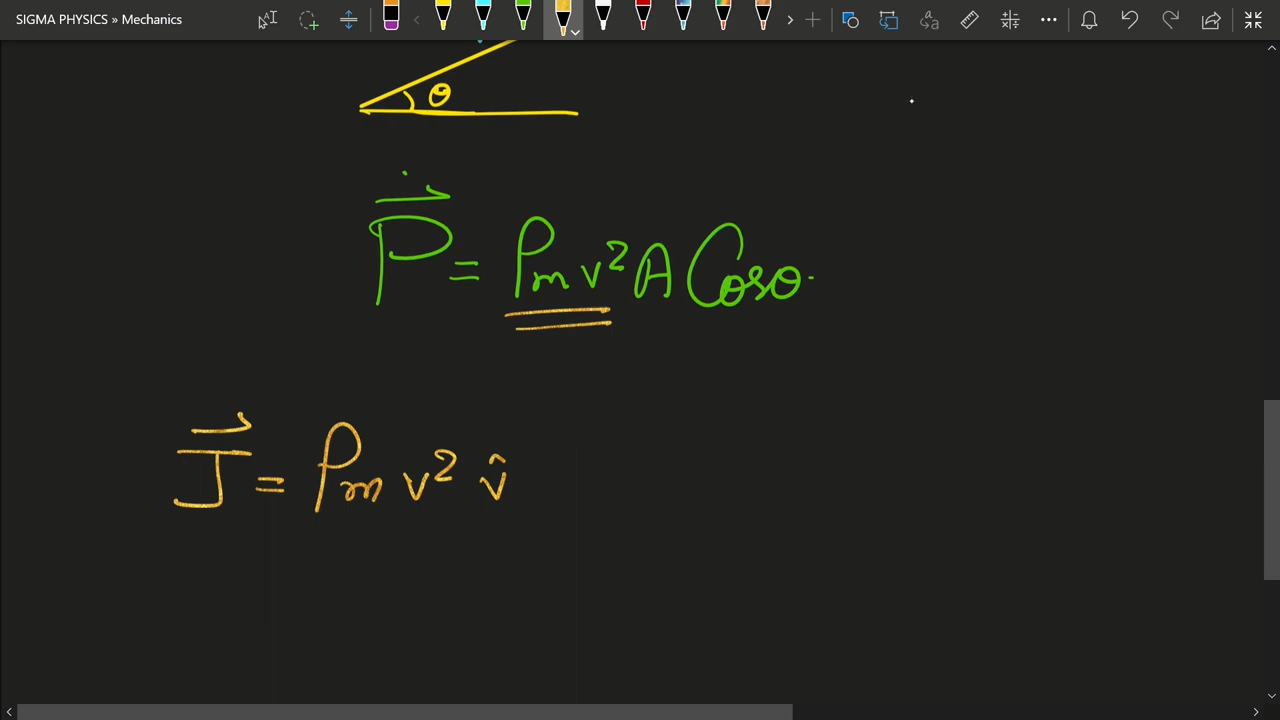 SIGMA PHYSICS » Mechanics
θ
P⃗ = ρₘ v² A Cosθ
J⃗ = ρₘ v² v̂